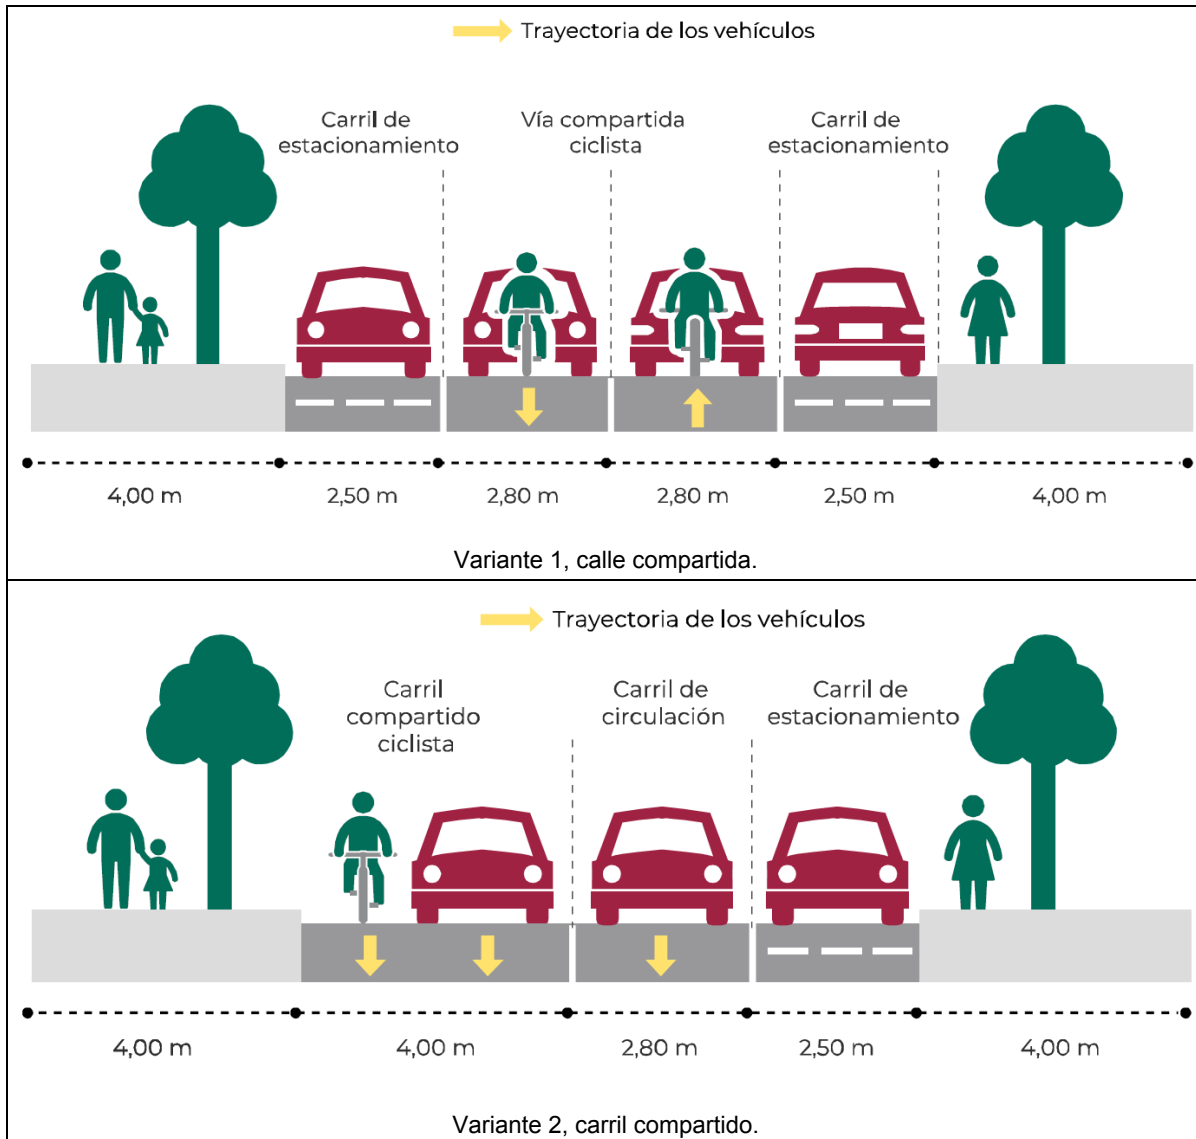 Trayectoria de los vehículos
Carril de
estacionamiento
Vía compartida
ciclista
Carril de
estacionamiento
4,00 m
2,50 m
2,80 m
2,80 m
2,50 m
4,00 m
Variante 1, calle compartida.
Trayectoria de los vehículos
Carril
compartido
ciclista
Carril de
circulación
Carril de
estacionamiento
4,00 m
4,00 m
2,80 m
2,50 m
4,00 m
Variante 2, carril compartido.